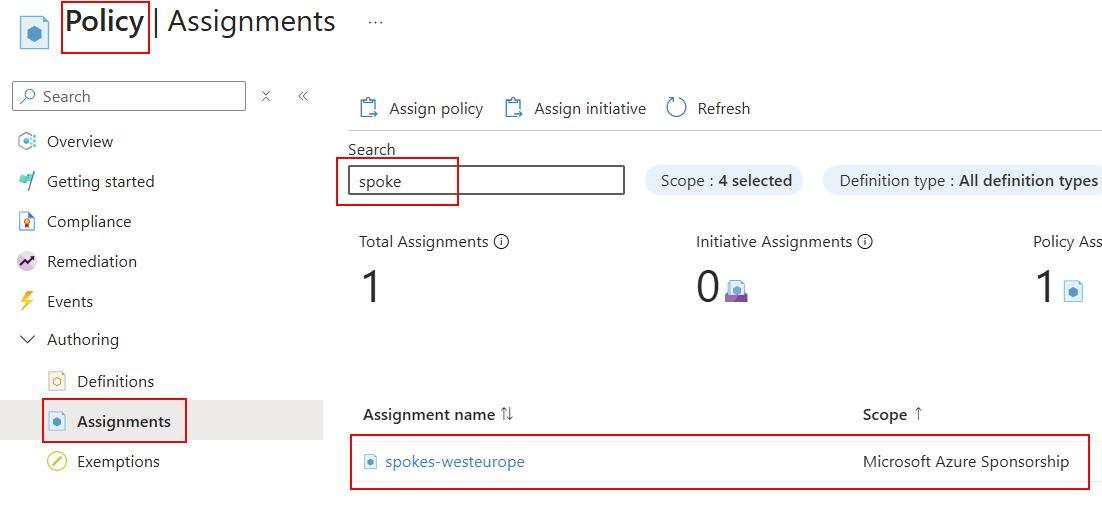 Policy | Assignments ...
Search
Overview
Getting started
Compliance
Remediation
Events
Authoring
Definitions
Assignments
Exemptions
Assign policy Assign initiative Refresh
Search
spoke Scope : 4 selected Definition type : All definition types
Total Assignments Initiative Assignments Policy Ass
1 0 1
Assignment name Scope
spokes-westeurope Microsoft Azure Sponsorship